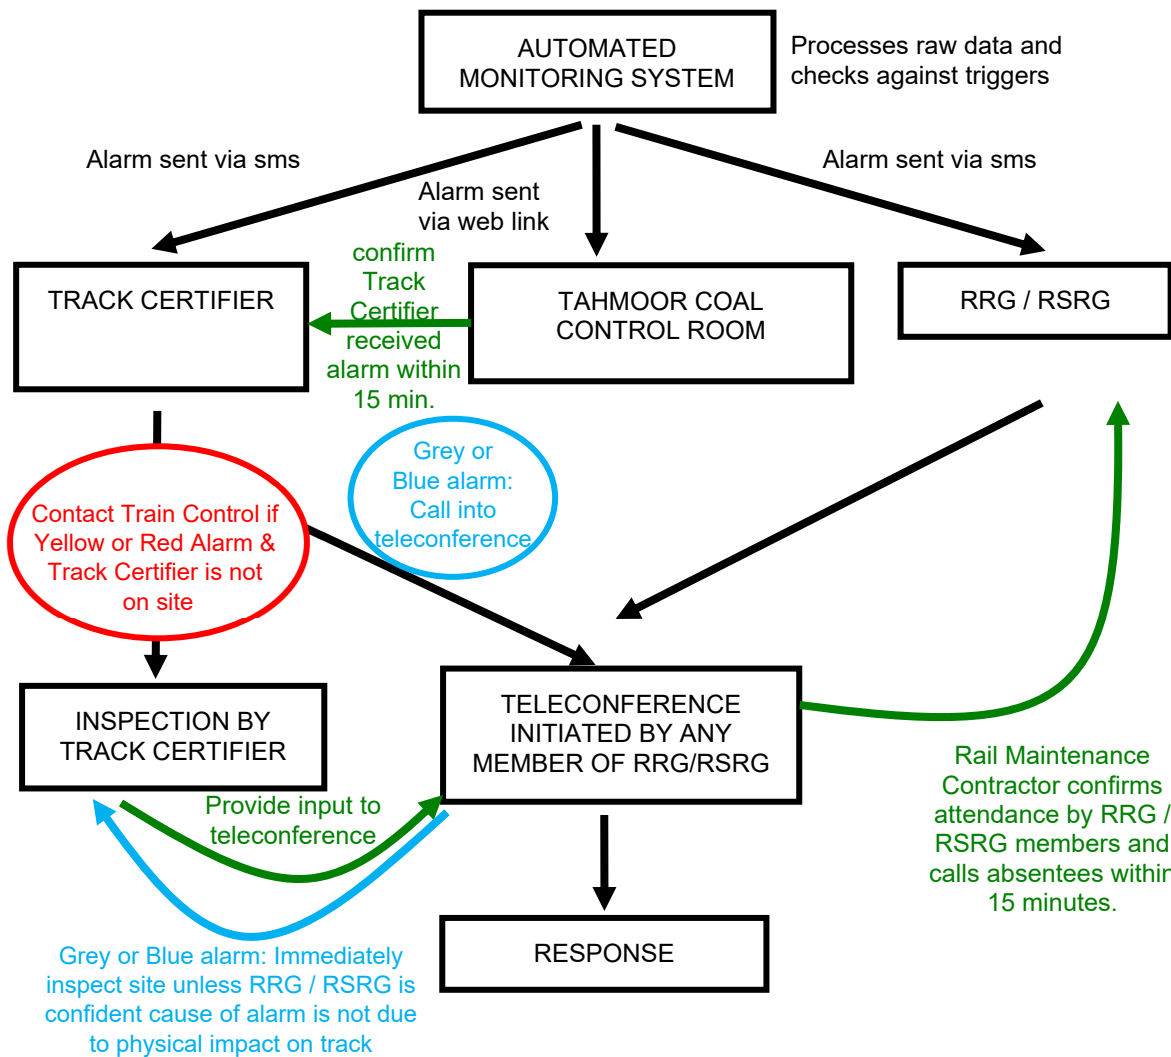 AUTOMATED
MONITORING SYSTEM
Processes raw data and
checks against triggers
Alarm sent via sms
Alarm sent
via web link
Alarm sent via sms
TRACK CERTIFIER
confirm
Track
Certifier
received
alarm within
15 min.
TAHMOOR COAL
CONTROL ROOM
RRG / RSRG
Contact Train Control if
Yellow or Red Alarm &
Track Certifier is not
on site
Grey or
Blue alarm:
Call into
teleconference
INSPECTION BY
TRACK CERTIFIER
TELECONFERENCE
INITIATED BY ANY
MEMBER OF RRG/RSRG
Provide input to
teleconference
Rail Maintenance
Contractor confirms
attendance by RRG /
RSRG members and
calls absentees within
15 minutes.
RESPONSE
Grey or Blue alarm: Immediately
inspect site unless RRG / RSRG is
confident cause of alarm is not due
to physical impact on track